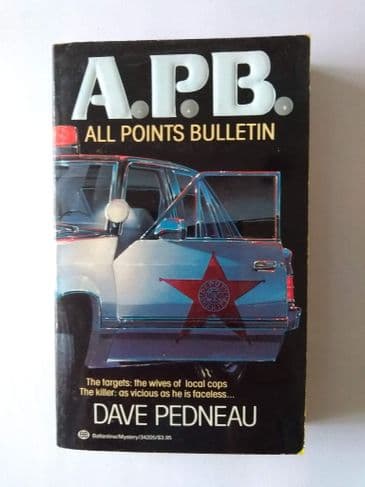 A.P.B.
ALL POINTS BULLETIN
The targets: the wives of local cops
The killer: as vicious as he is faceless...
DAVE PEDNEAU
Ballantine/Mystery/34205/$3.95